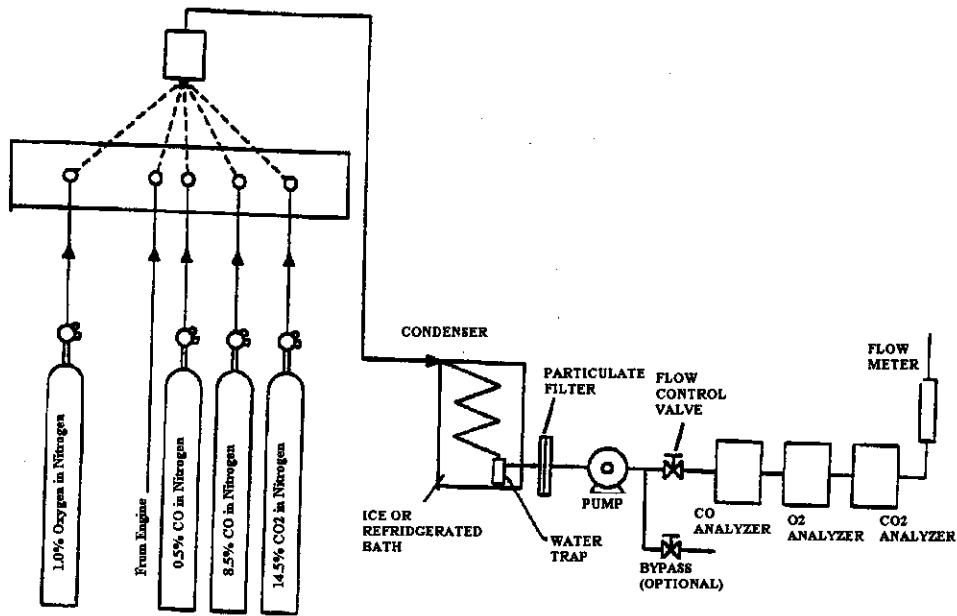 1.0% Oxygen in Nitrogen
Frum Engine
0.5% CO in Nitrogen
8.5% CO in Nitrogen
14.5% CO2 in Nitrogen
CONDENSER
ICE OR
REFRIDGERATED
BATH
WATER
TRAP
PARTICULATE
FILTER
PUMP
FLOW
CONTROL
VALVE
BYPASS
(OPTIONAL)
CO
ANALYZER
O2
ANALYZER
CO2
ANALYZER
FLOW
METER